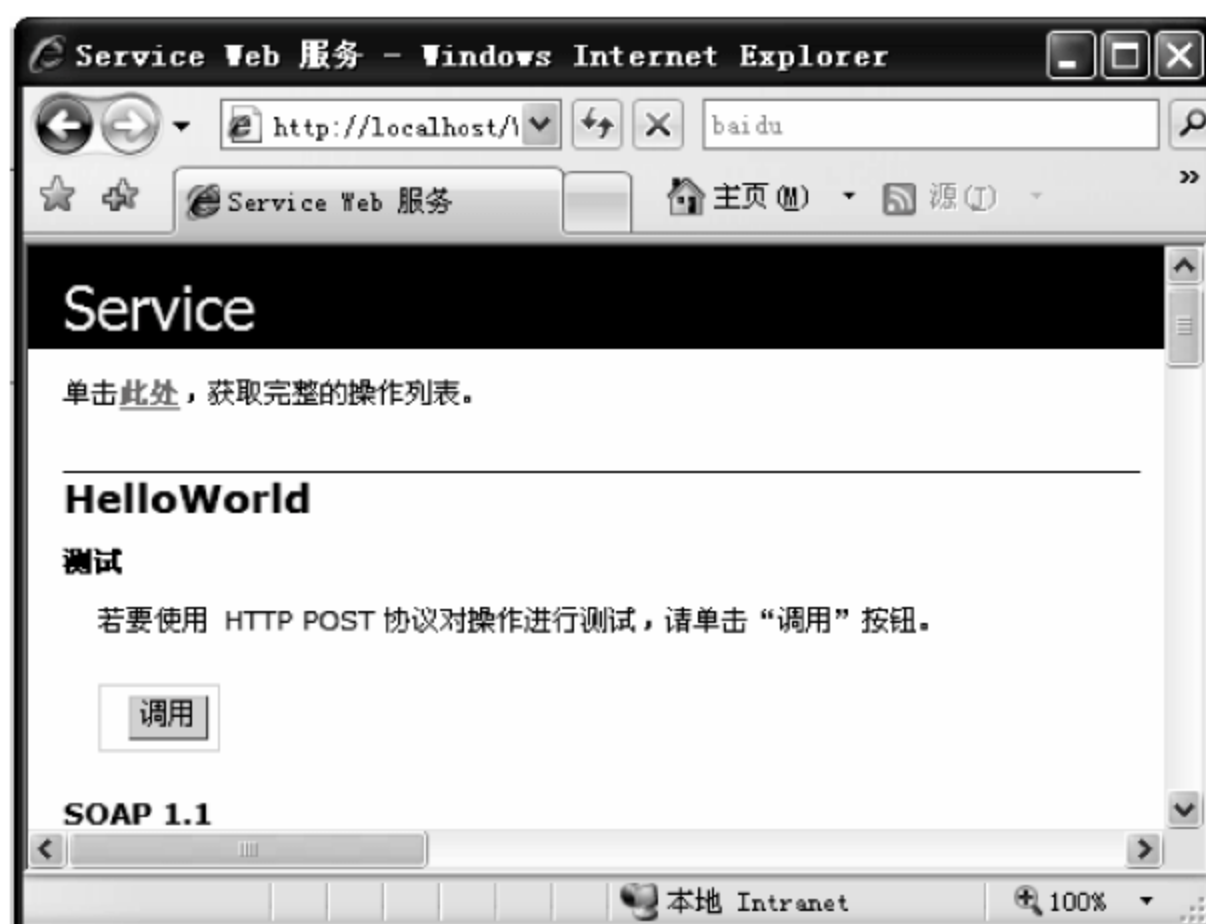 Service Web 服务 - Windows Internet Explorer
http://localhost/
baidu
Service Web 服务
主页(M)
源(J)
»
Service
单击此处，获取完整的操作列表。
HelloWorld
测试
若要使用 HTTP POST 协议对操作进行测试，请单击“调用”按钮。
调用
SOAP 1.1
本地 Intranet
100%